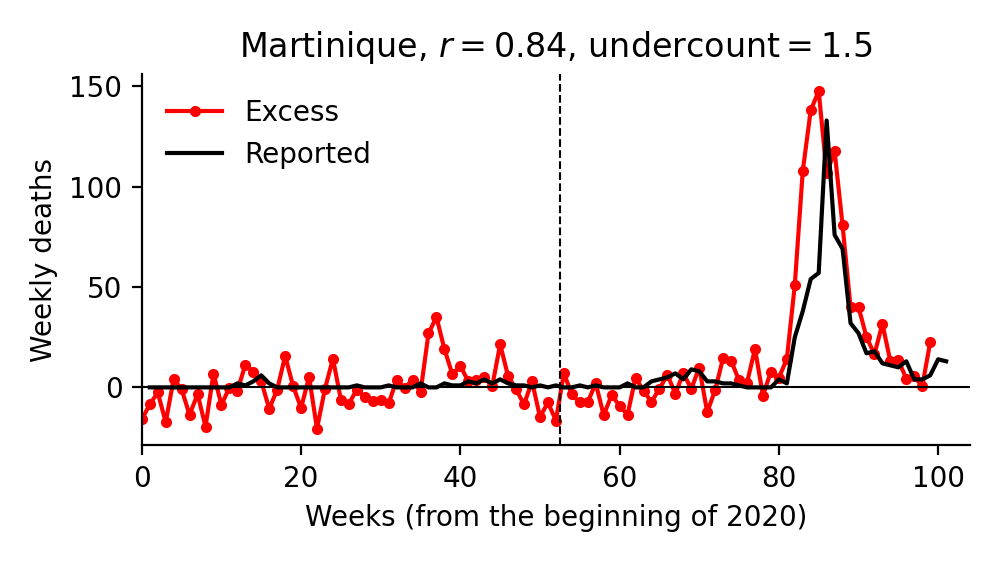 Martinique, r = 0.84, undercount = 1.5
150
100
50
0
Weekly deaths
Excess
Reported
0 20 40 60 80 100
Weeks (from the beginning of 2020)